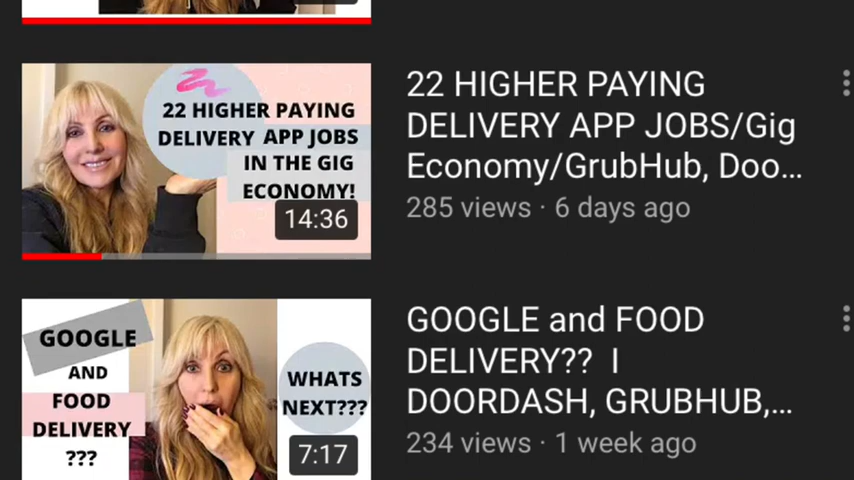 22 HIGHER PAYING
DELIVERY APP JOBS
IN THE GIG
ECONOMY!
14:36
22 HIGHER PAYING
DELIVERY APP JOBS/Gig
Economy/GrubHub, Doo...
285 views · 6 days ago
GOOGLE
AND
FOOD
DELIVERY
???
WHATS
NEXT???
7:17
GOOGLE and FOOD
DELIVERY?? I
DOORDASH, GRUBHUB,...
234 views · 1 week ago